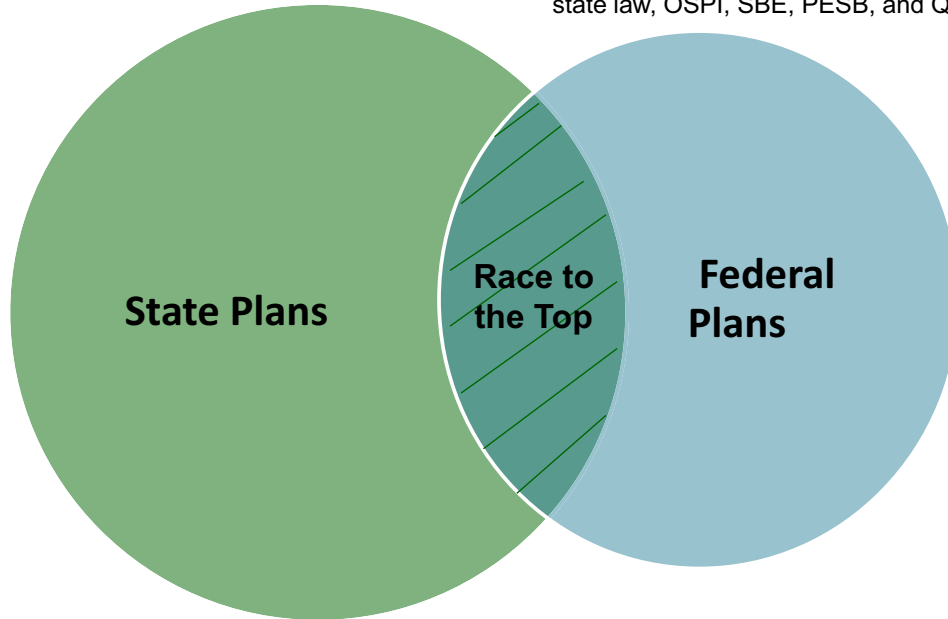 state law, OSPI, SBE, PESB, and Q
State Plans
Race to
the Top
Federal
Plans